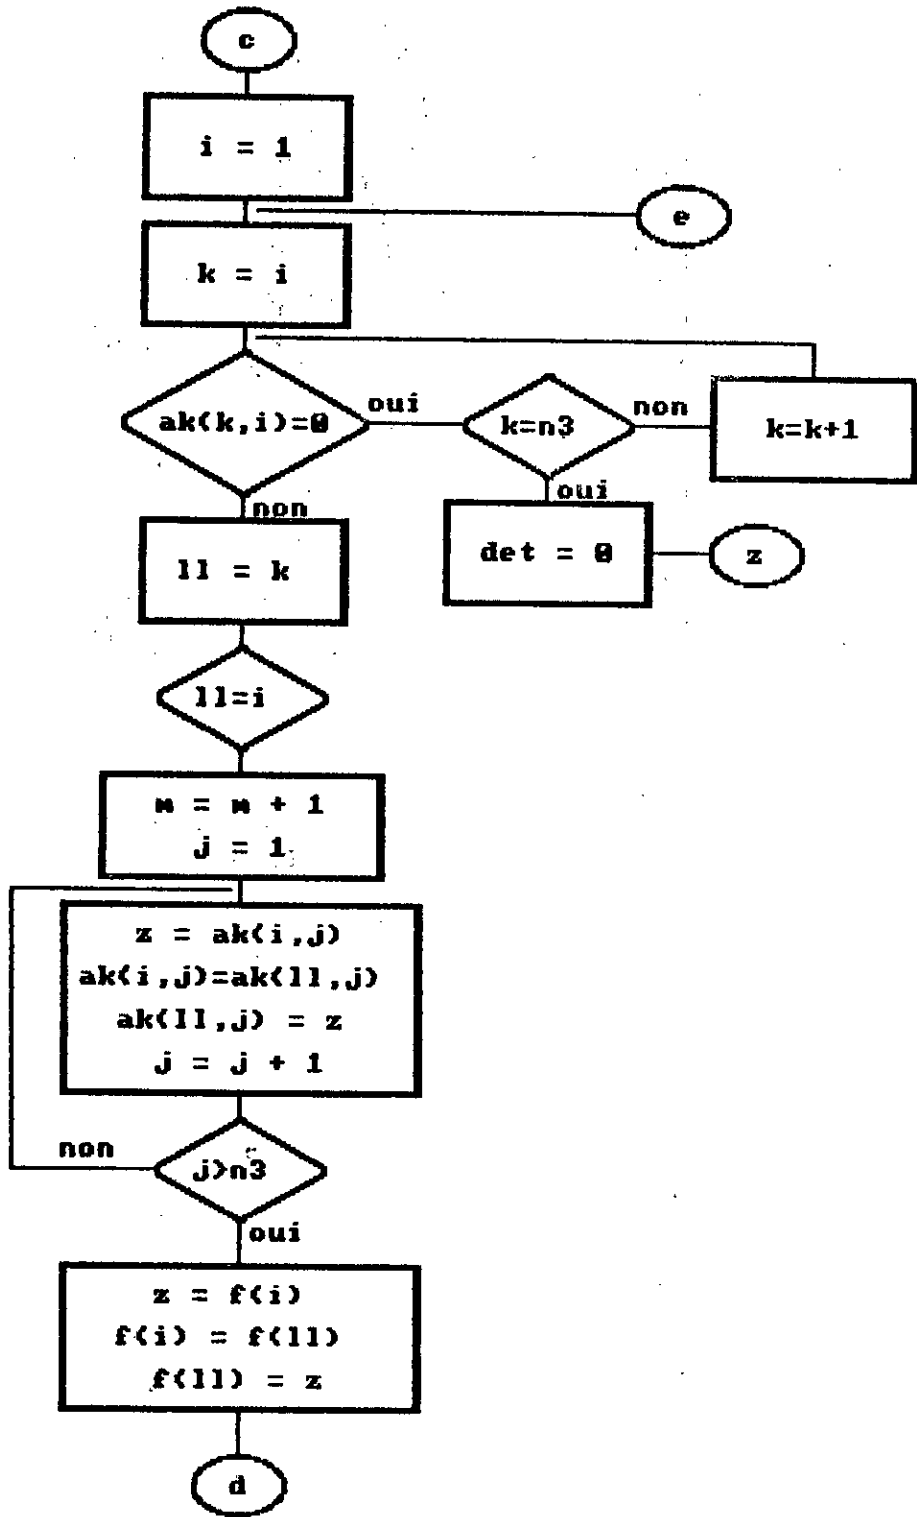 c
i = 1
e
k = i
ak(k,i)=0
oui
k=n3
non
k=k+1
non
oui
ll = k
det = 0
z
ll=i
m = m + 1
j = 1
z = ak(i,j)
ak(i,j)=ak(ll,j)
ak(ll,j) = z
j = j + 1
non
j>n3
oui
z = f(i)
f(i) = f(ll)
f(ll) = z
d